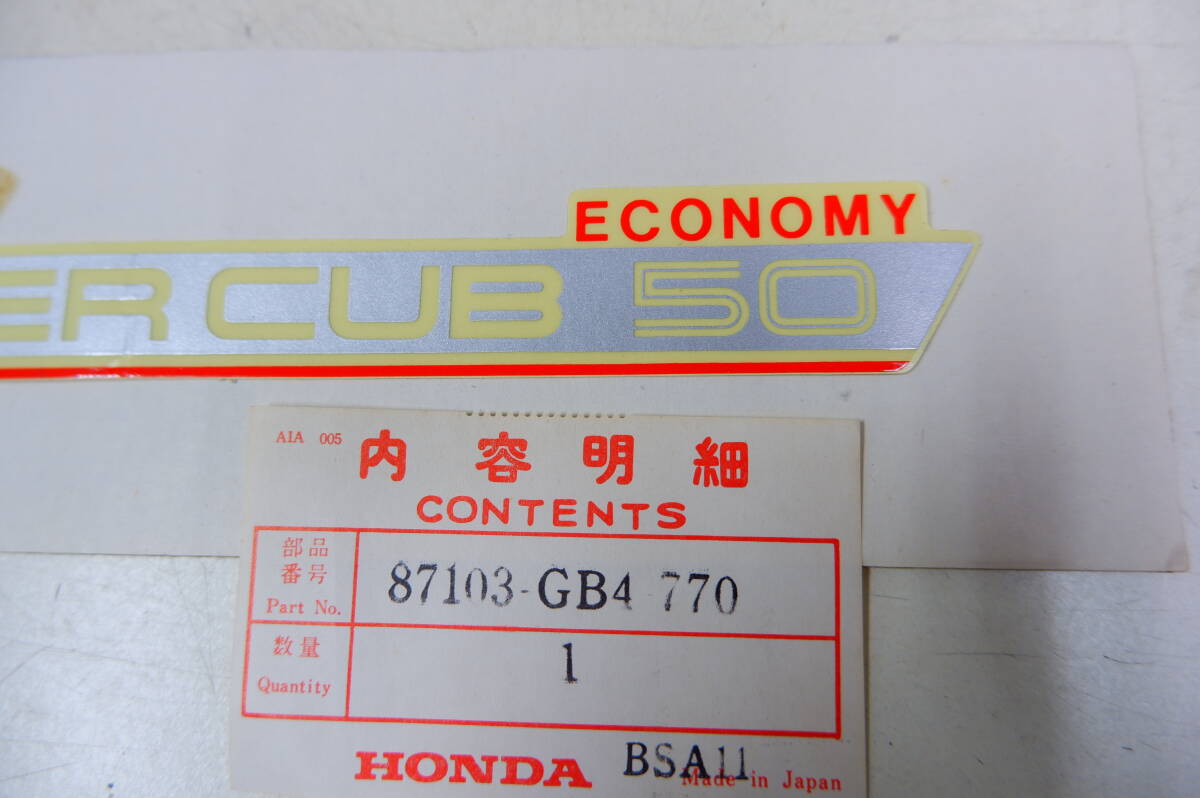 ECONOMY
ER CUB 50
AIA 005
内容明細
CONTENTS
部品
番号
Part No.
87103-GB4 770
数量
Quantity
1
HONDA BSA11
Made in Japan